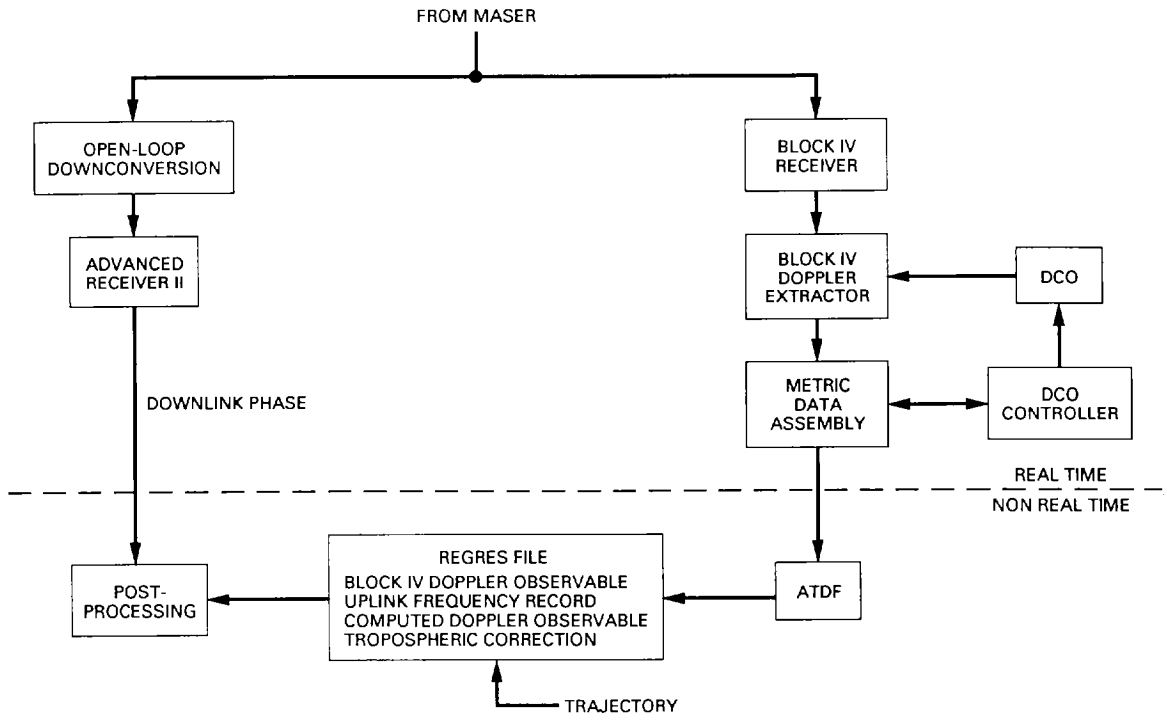 FROM MASER
OPEN-LOOP
DOWNCONVERSION
BLOCK IV
RECEIVER
ADVANCED
RECEIVER II
BLOCK IV
DOPPLER
EXTRACTOR
DCO
DOWNLINK PHASE
METRIC
DATA
ASSEMBLY
DCO
CONTROLLER
REAL TIME
NON REAL TIME
POST-
PROCESSING
REGRES FILE
BLOCK IV DOPPLER OBSERVABLE
UPLINK FREQUENCY RECORD
COMPUTED DOPPLER OBSERVABLE
TROPOSPHERIC CORRECTION
ATDF
TRAJECTORY